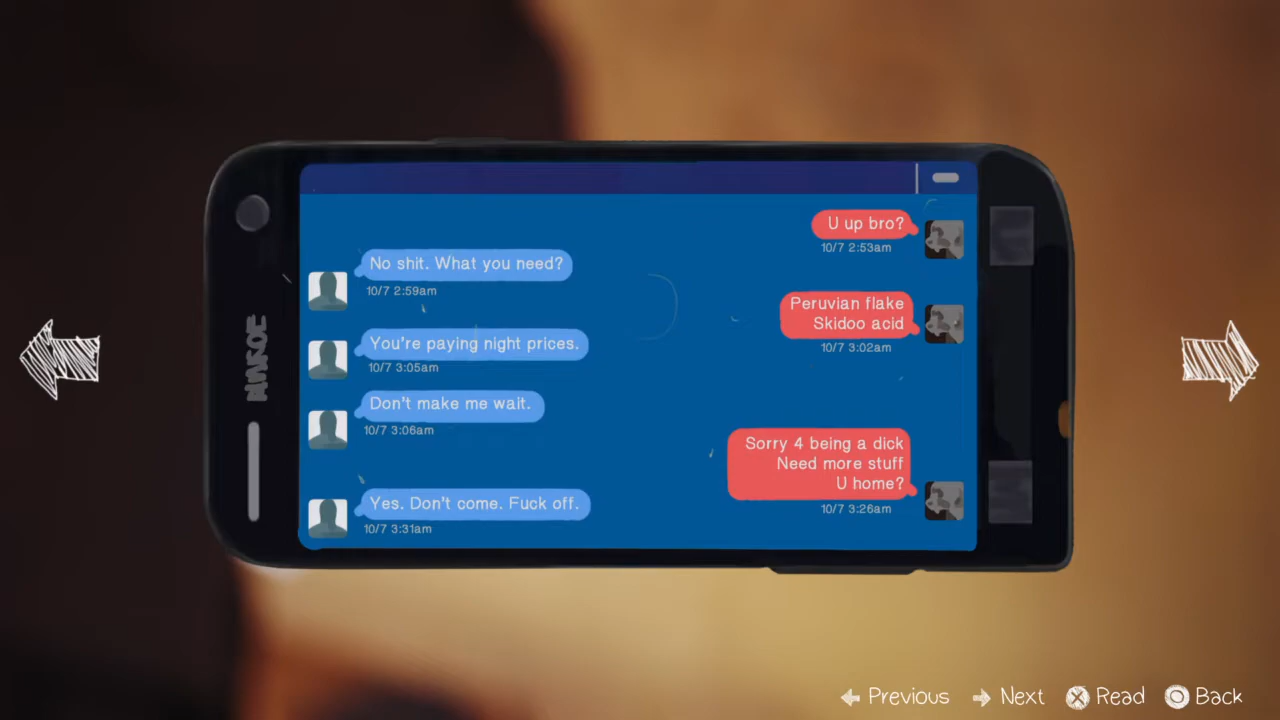 U up bro?
10/7 2:53am
No shit. What you need?
10/7 2:59am
Peruvian flake
Skidoo acid
10/7 3:02am
You're paying night prices.
10/7 3:05am
Don't make me wait.
10/7 3:06am
Sorry 4 being a dick
Need more stuff
U home?
10/7 3:26am
Yes. Don't come. Fuck off.
10/7 3:31am
Previous
Next
Read
Back